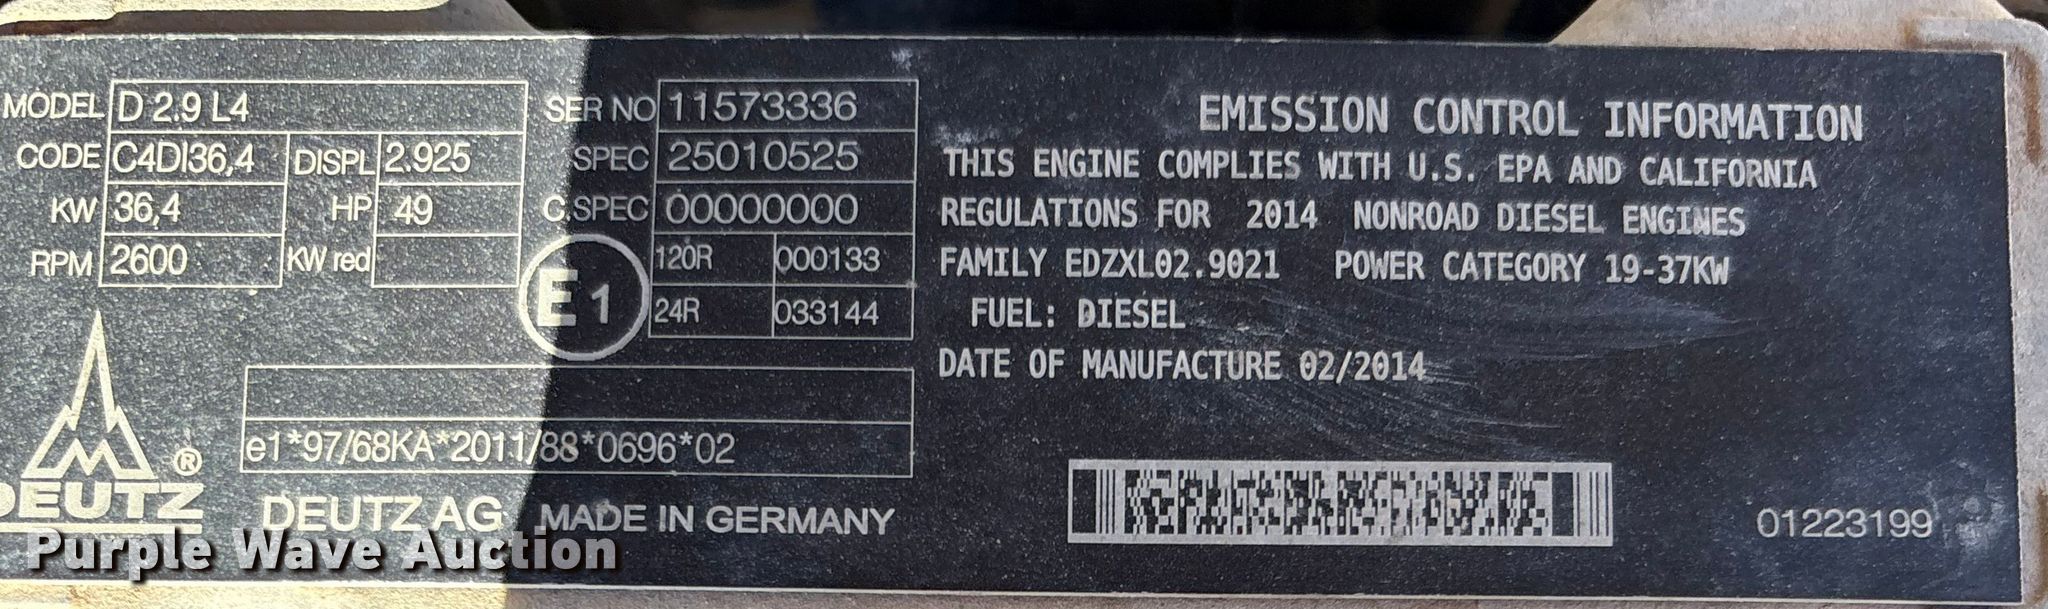 MODEL D 2.9 L4
CODE C4DI36,4 DISPL 2.925
KW 36,4 HP 49
RPM 2600 KW red
SER NO 11573336
SPEC 25010525
C.SPEC 00000000
E1 120R 000133
24R 033144
e1*97/68KA*2011/88*0696*02
DEUTZ ®
DEUTZ AG MADE IN GERMANY
EMISSION CONTROL INFORMATION
THIS ENGINE COMPLIES WITH U.S. EPA AND CALIFORNIA
REGULATIONS FOR 2014 NONROAD DIESEL ENGINES
FAMILY EDZXL02.9021 POWER CATEGORY 19-37KW
FUEL: DIESEL
DATE OF MANUFACTURE 02/2014
01223199
Purple Wave Auction